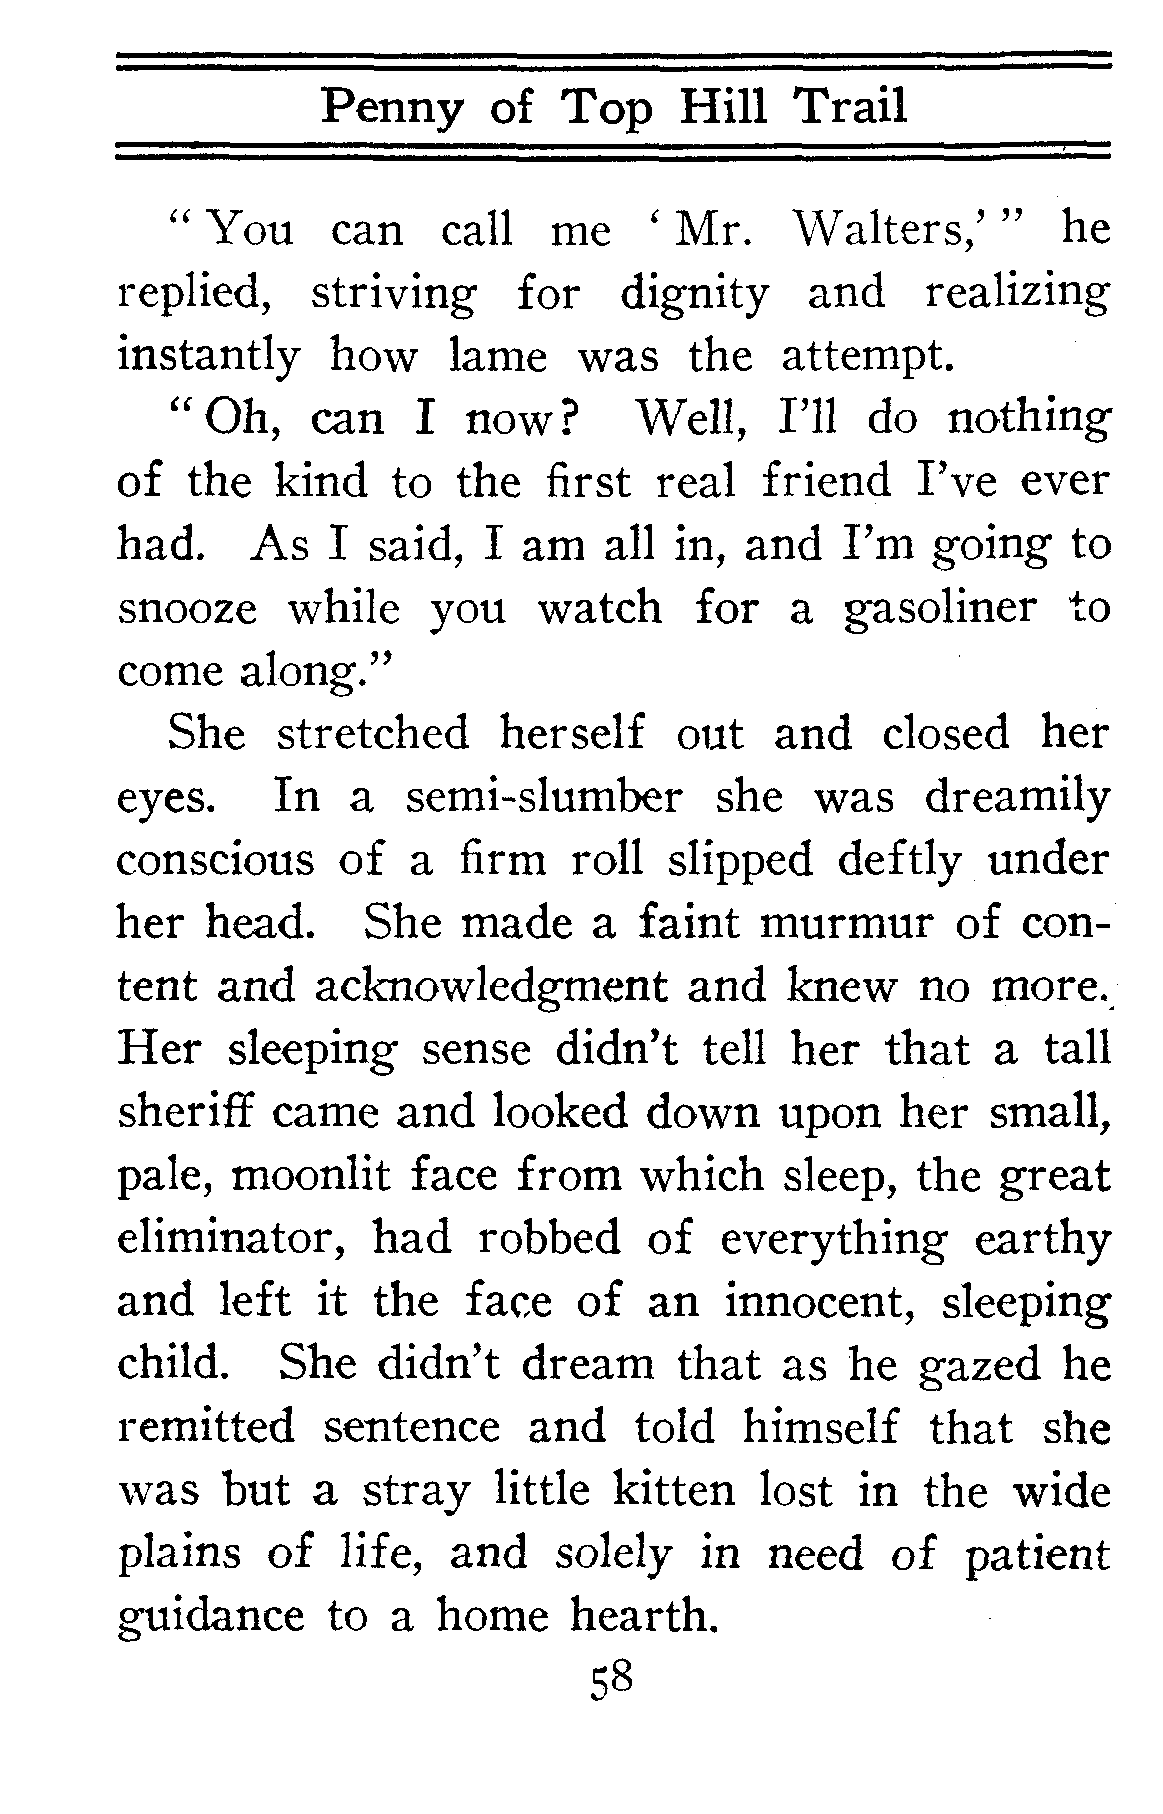 Penny of Top Hill Trail
" You can call me ' Mr. Walters,' " he
replied, striving for dignity and realizing
instantly how lame was the attempt.
" Oh, can I now? Well, I'll do nothing
of the kind to the first real friend I've ever
had. As I said, I am all in, and I'm going to
snooze while you watch for a gasoliner to
come along."
She stretched herself out and closed her
eyes. In a semi-slumber she was dreamily
conscious of a firm roll slipped deftly under
her head. She made a faint murmur of con-
tent and acknowledgment and knew no more.
Her sleeping sense didn't tell her that a tall
sheriff came and looked down upon her small,
pale, moonlit face from which sleep, the great
eliminator, had robbed of everything earthy
and left it the face of an innocent, sleeping
child. She didn't dream that as he gazed he
remitted sentence and told himself that she
was but a stray little kitten lost in the wide
plains of life, and solely in need of patient
guidance to a home hearth.
58